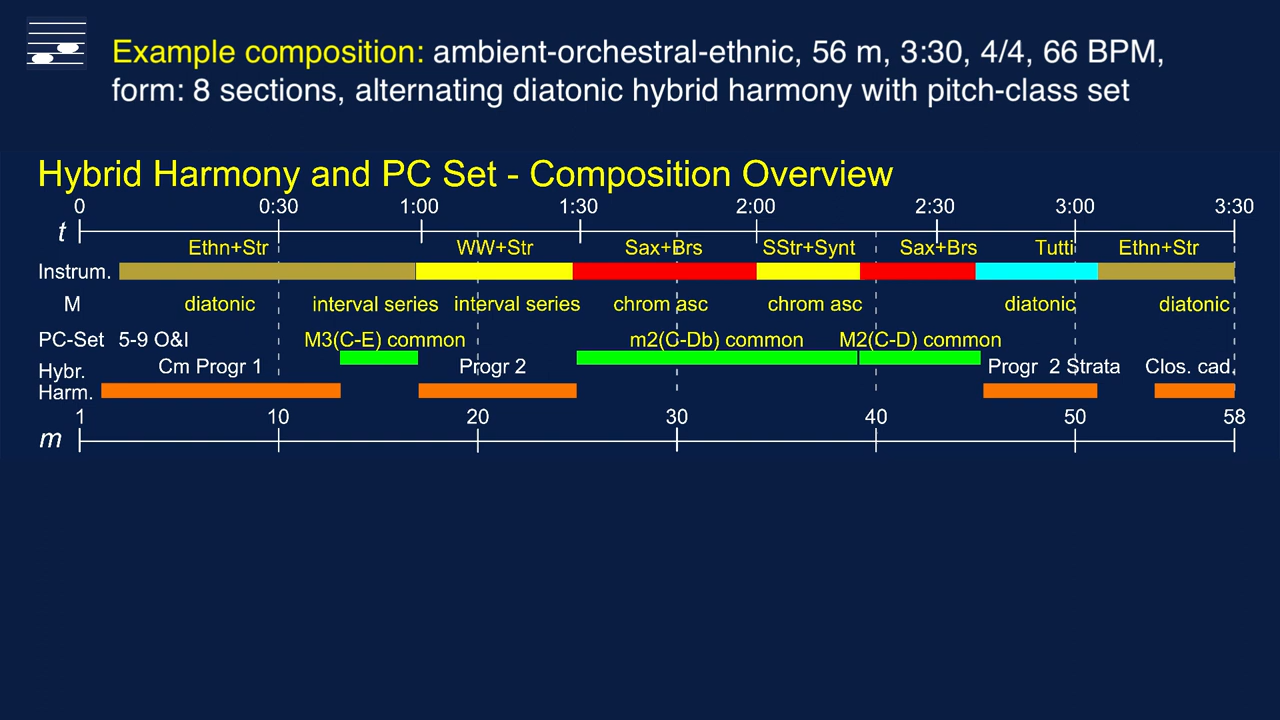 Example composition: ambient-orchestral-ethnic, 56 m, 3:30, 4/4, 66 BPM,
form: 8 sections, alternating diatonic hybrid harmony with pitch-class set
Hybrid Harmony and PC Set - Composition Overview
0 0:30 1:00 1:30 2:00 2:30 3:00 3:30
t
Ethn+Str WW+Str Sax+Brs SStr+Synt Sax+Brs Tutti Ethn+Str
Instrum.
M diatonic interval series interval series chrom asc chrom asc diatonic diatonic
PC-Set 5-9 O&I M3(C-E) common m2(C-Db) common M2(C-D) common
Hybr. Cm Progr 1 Progr 2 Progr 2 Strata Clos. cad.
Harm.
1 10 20 30 40 50 58
m